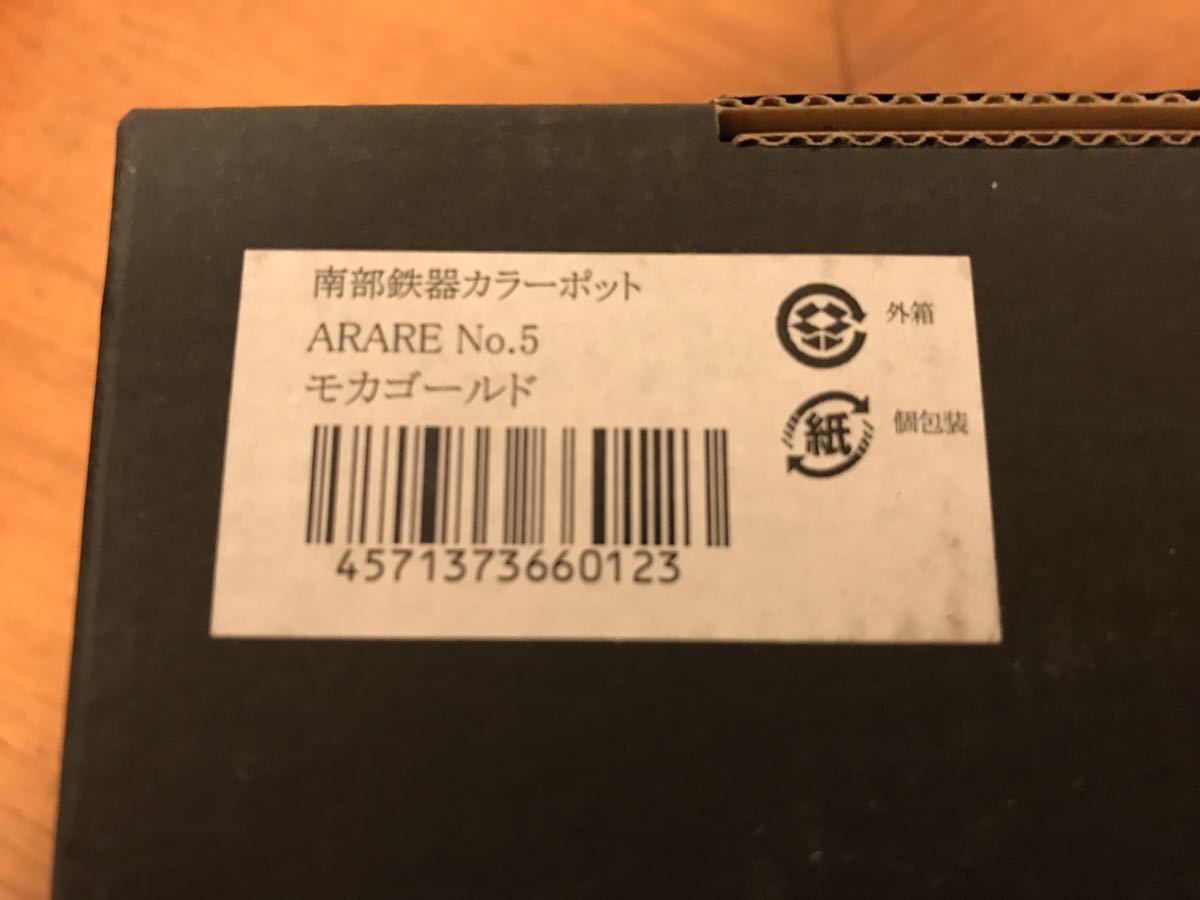 南部鉄器カラーポット
ARARE No.5
モカゴールド
4571373660123
外箱
紙
個包装